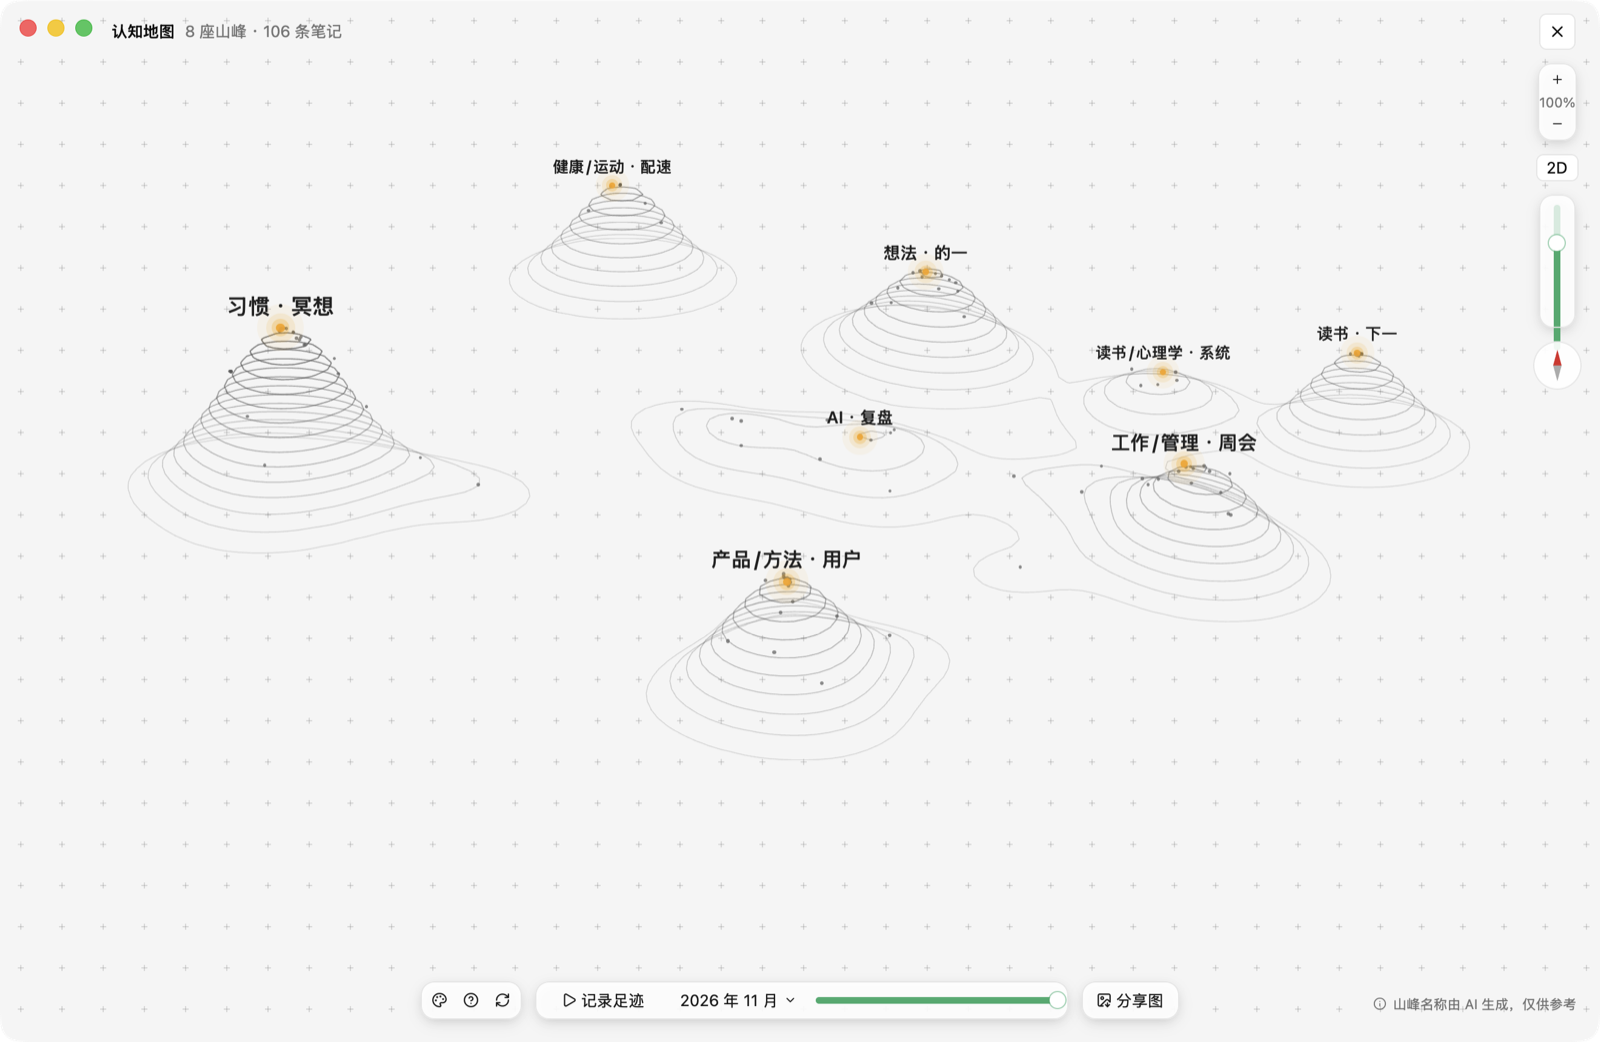 认知地图 8 座山峰 · 106 条笔记
100%
2D
健康/运动 · 配速
想法 · 的一
习惯 · 冥想
读书 · 下一
读书/心理学 · 系统
AI · 复盘
工作/管理 · 周会
产品/方法 · 用户
记录足迹
2026 年 11 月
分享图
山峰名称由 AI 生成，仅供参考